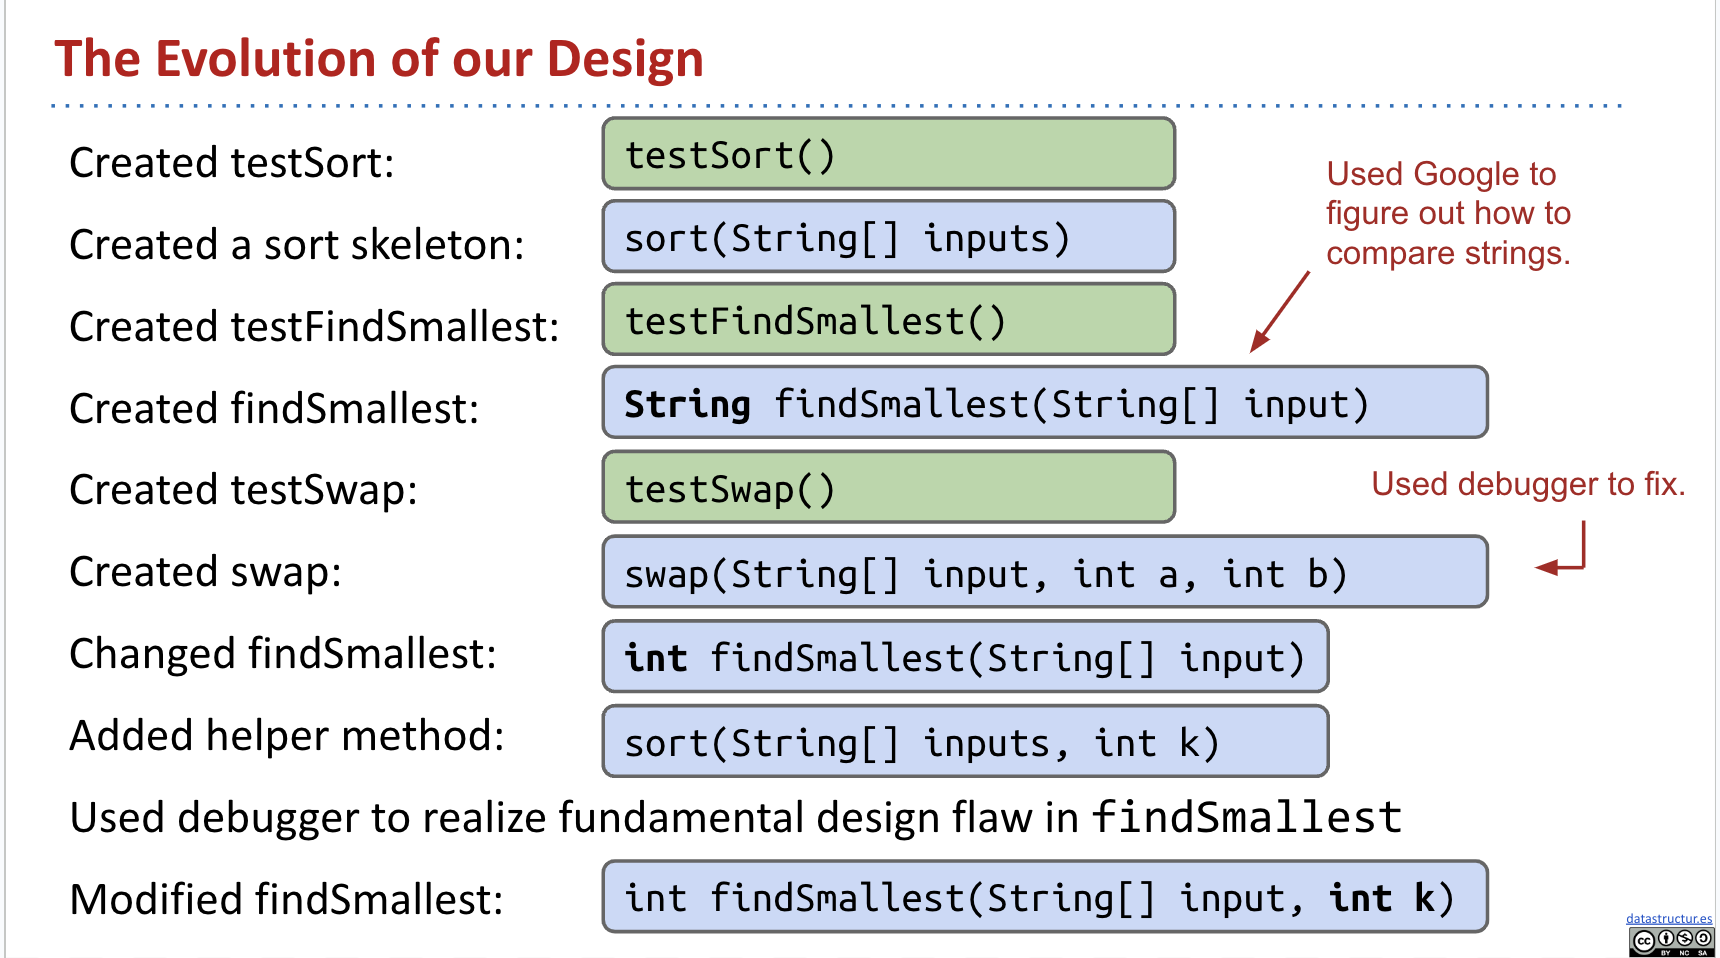 The Evolution of our Design
Created testSort:
testSort()
Created a sort skeleton:
sort(String[] inputs)
Used Google to
figure out how to
compare strings.
Created testFindSmallest:
testFindSmallest()
Created findSmallest:
String findSmallest(String[] input)
Created testSwap:
testSwap()
Used debugger to fix.
Created swap:
swap(String[] input, int a, int b)
Changed findSmallest:
int findSmallest(String[] input)
Added helper method:
sort(String[] inputs, int k)
Used debugger to realize fundamental design flaw in findSmallest
Modified findSmallest:
int findSmallest(String[] input, int k)
datastructur.es
cc
BY NC SA